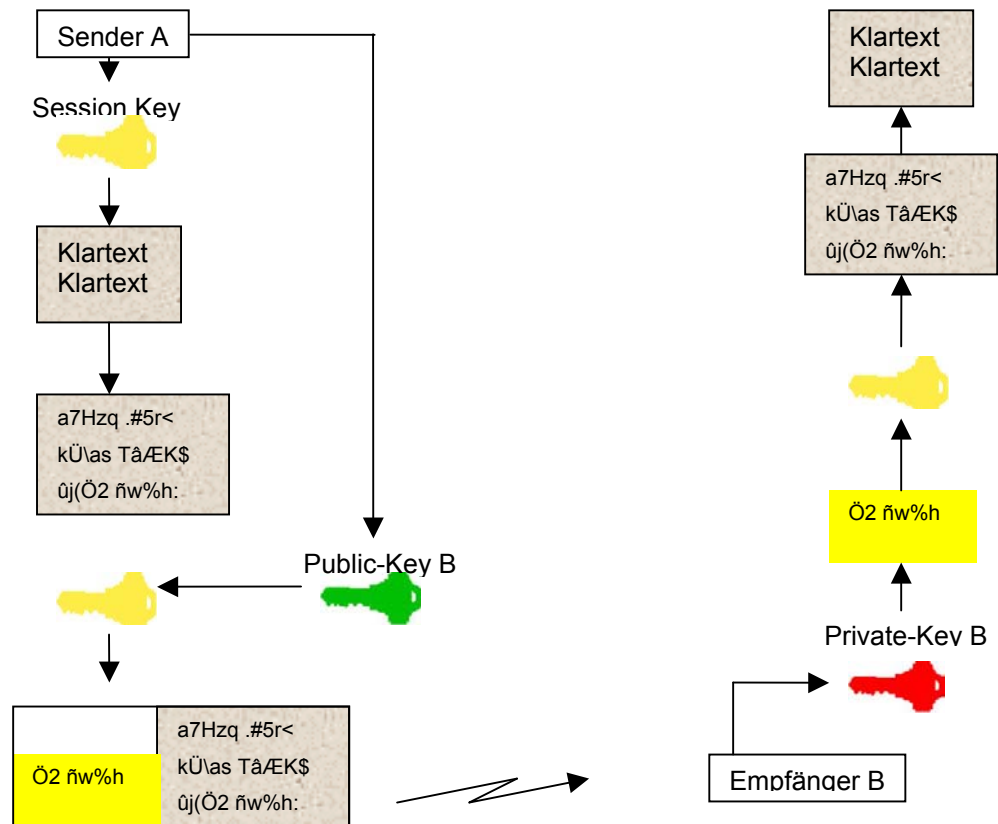 Sender A
Session Key
Klartext
Klartext
a7Hzq .#5r<
kÜ\as TâÆK$
ûj(Ö2 ñw%h:
Public-Key B
Ö2 ñw%h
a7Hzq .#5r<
kÜ\as TâÆK$
ûj(Ö2 ñw%h:
Klartext
Klartext
a7Hzq .#5r<
kÜ\as TâÆK$
ûj(Ö2 ñw%h:
Ö2 ñw%h
Private-Key B
Empfänger B